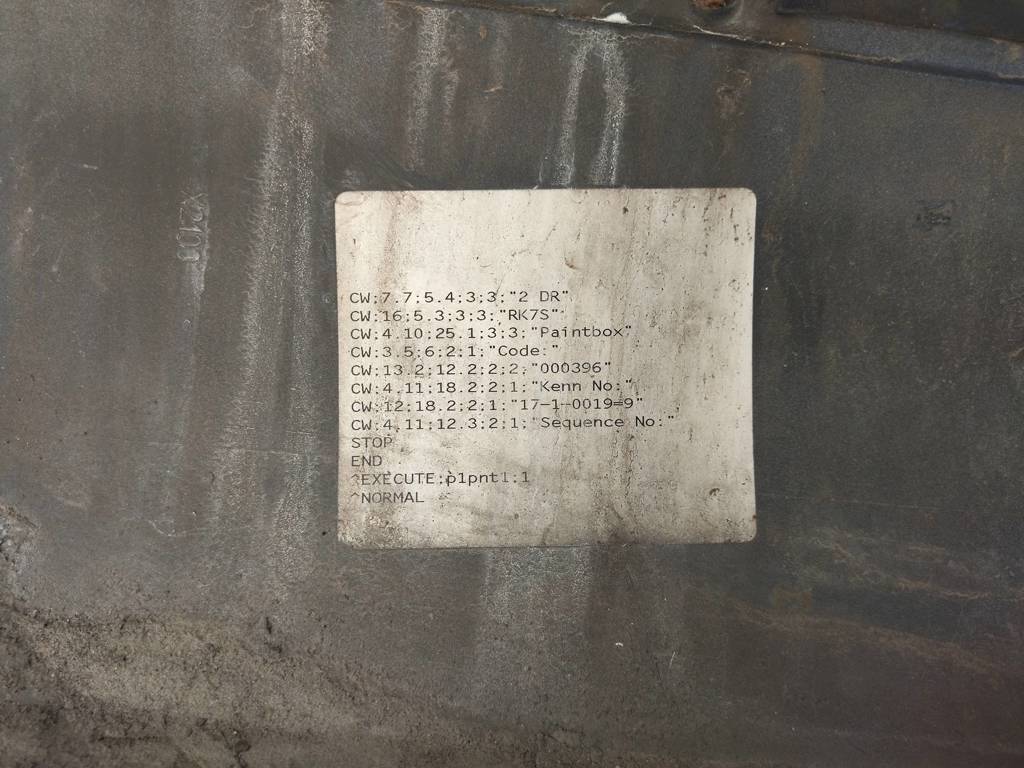 CW;7.7;5.4;3;3;"2 DR"
CW;16;5.3;3;3;"RK7S"
CW;4.10;25.1;3;3;"Paintbox"
CW;3.5;6;2;1;"Code:"
CW;13.2;12.2;2;2;"000396"
CW;4.11;18.2;2;1;"Kenn No:"
CW;12;18.2;2;1;"17-1-0019=9"
CW;4.11;12.3;2;1;"Sequence No:"
STOP
END
^EXECUTE;p1pnt1;1
^NORMAL